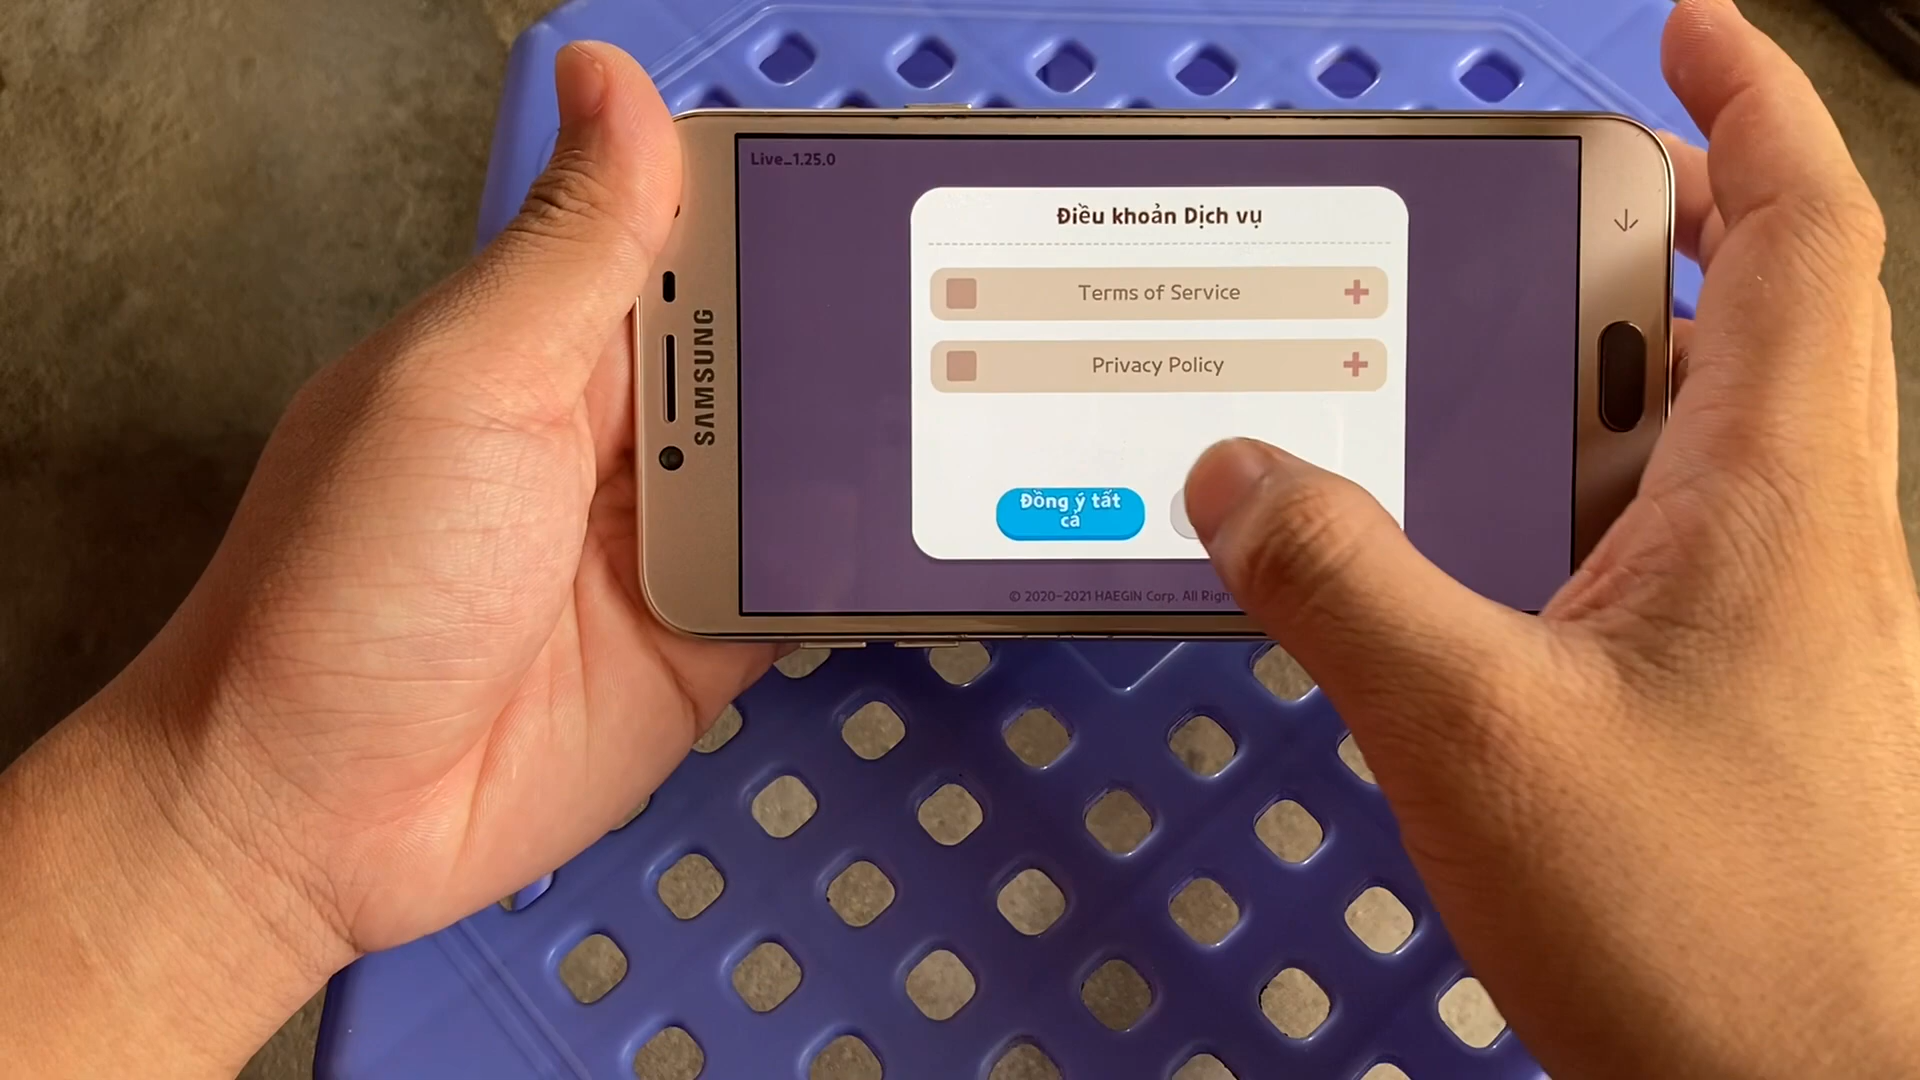 Live_1.25.0
Điều khoản Dịch vụ
Terms of Service
Privacy Policy
Đồng ý tất
cả
© 2020-2021 HAEGIN Corp. All
SAMSUNG